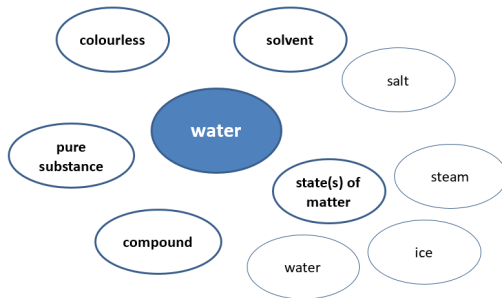 colourless
solvent
salt
water
pure
substance
state(s) of
matter
steam
compound
water
ice